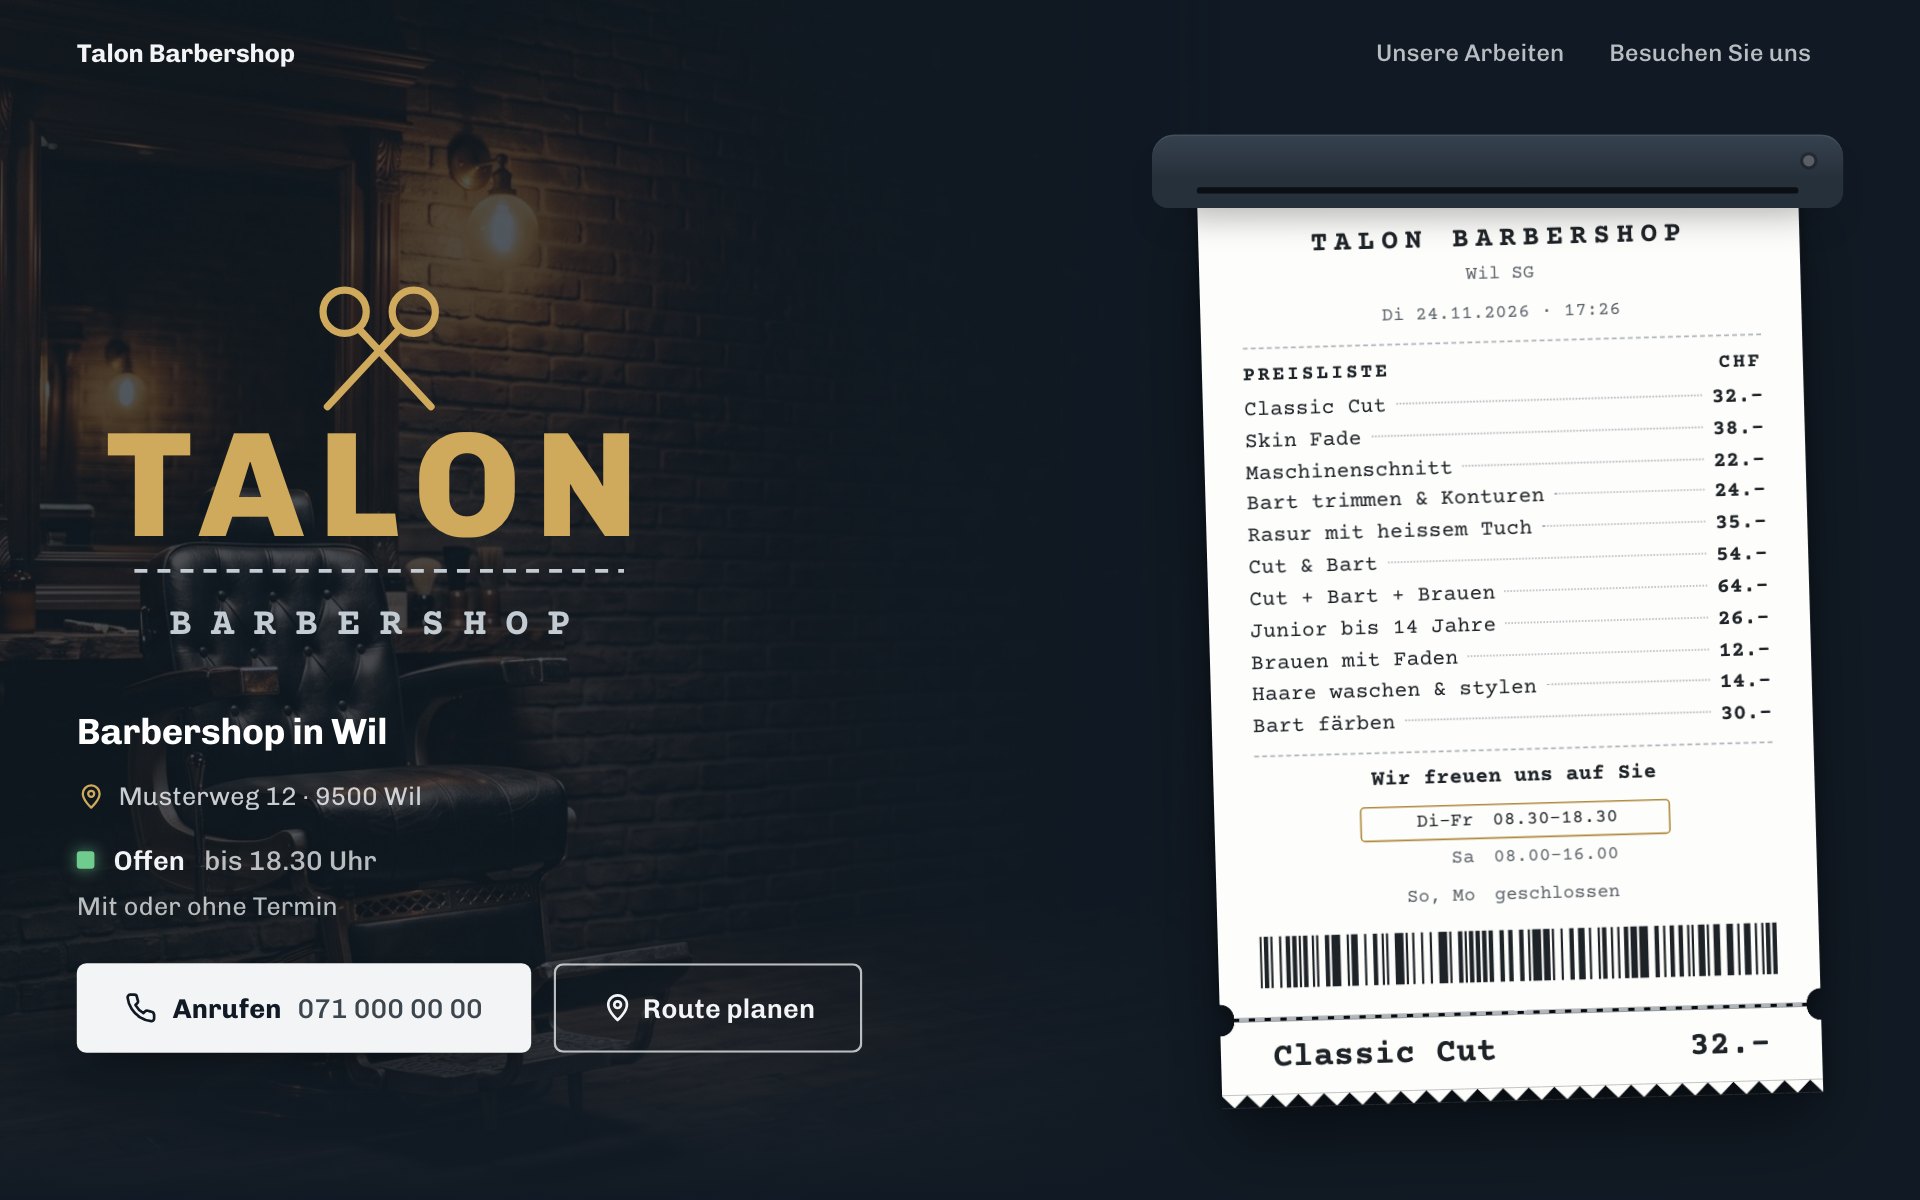 Talon Barbershop
Unsere Arbeiten
Besuchen Sie uns
TALON
BARBERSHOP
Barbershop in Wil
Musterweg 12 · 9500 Wil
Offen bis 18.30 Uhr
Mit oder ohne Termin
Anrufen 071 000 00 00
Route planen
TALON BARBERSHOP
Wil SG
Di 24.11.2026 · 17:26
PREISLISTE CHF
Classic Cut 32.–
Skin Fade 38.–
Maschinenschnitt 22.–
Bart trimmen & Konturen 24.–
Rasur mit heissem Tuch 35.–
Cut & Bart 54.–
Cut + Bart + Brauen 64.–
Junior bis 14 Jahre 26.–
Brauen mit Faden 12.–
Haare waschen & stylen 14.–
Bart färben 30.–
Wir freuen uns auf Sie
Di–Fr 08.30–18.30
Sa 08.00–16.00
So, Mo geschlossen
Classic Cut 32.–